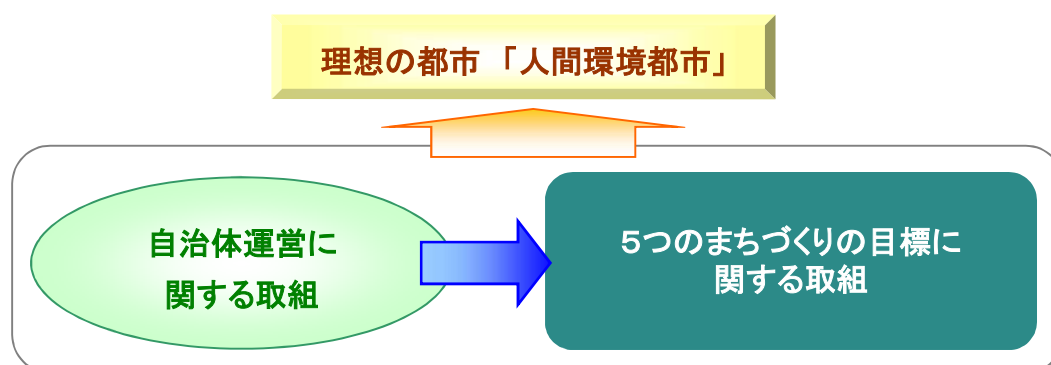 理想の都市「人間環境都市」
自治体運営に
関する取組
５つのまちづくりの目標に
関する取組